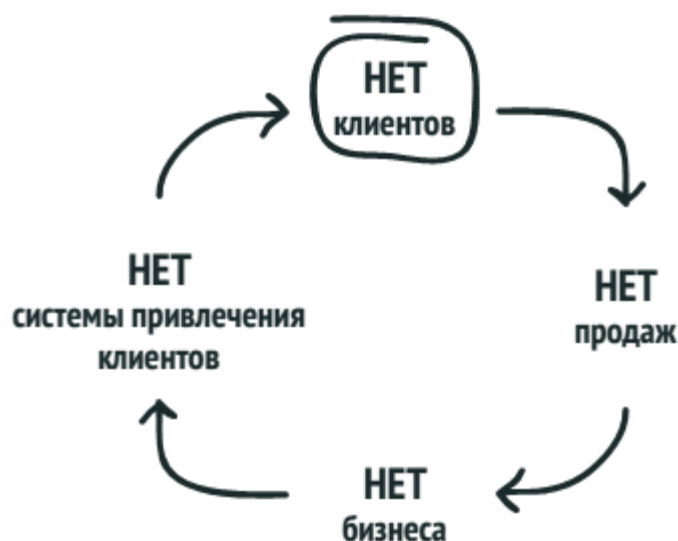 НЕТ
клиентов
НЕТ
продаж
НЕТ
бизнеса
НЕТ
системы привлечения
клиентов